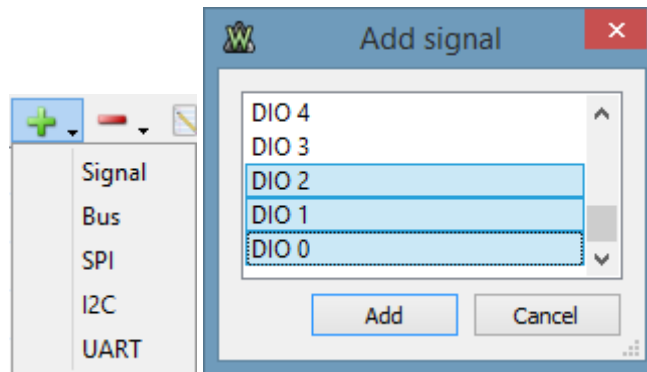 Signal
Bus
SPI
I2C
UART
Add signal
DIO 4
DIO 3
DIO 2
DIO 1
DIO 0
Add
Cancel